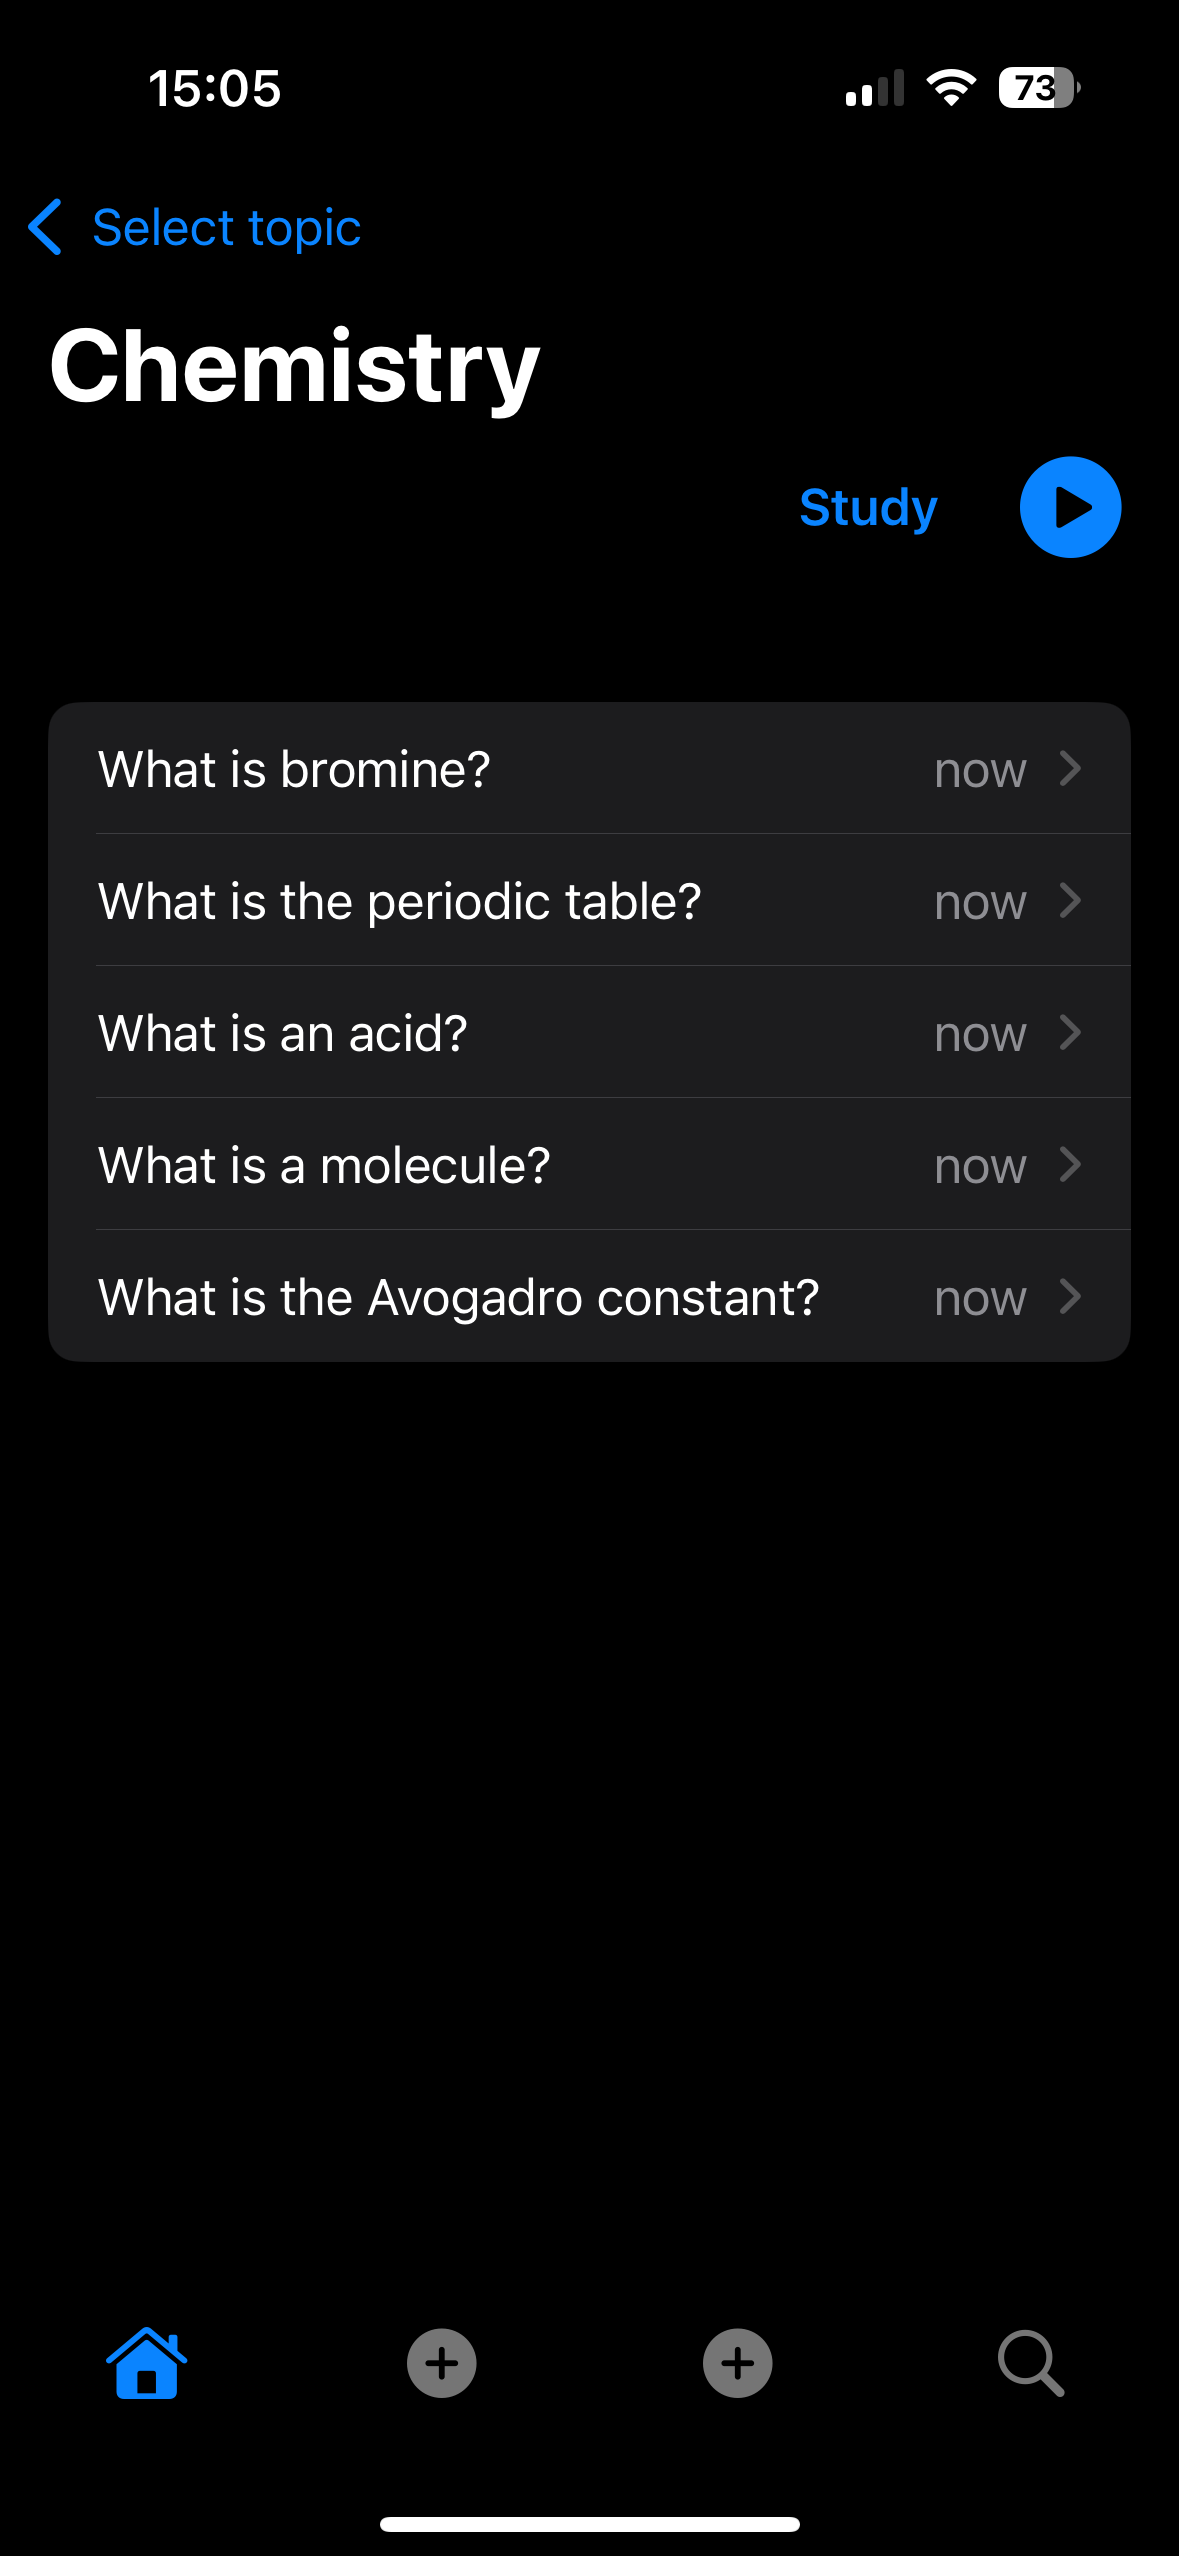 15:05
73
Select topic
Chemistry
Study
What is bromine? now
What is the periodic table? now
What is an acid? now
What is a molecule? now
What is the Avogadro constant? now